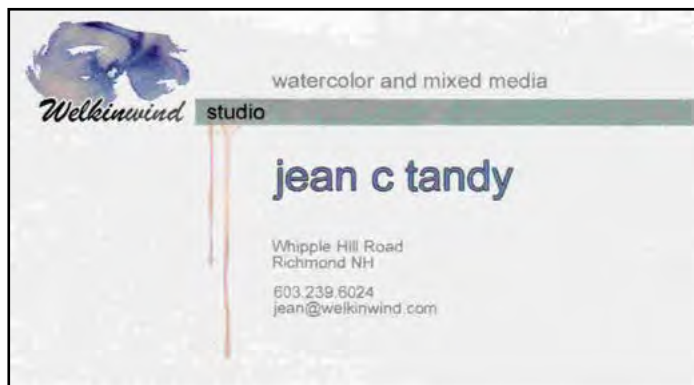 watercolor and mixed media
Welkinwind studio
jean c tandy
Whipple Hill Road
Richmond NH
603.239.6024
jean@welkinwind.com